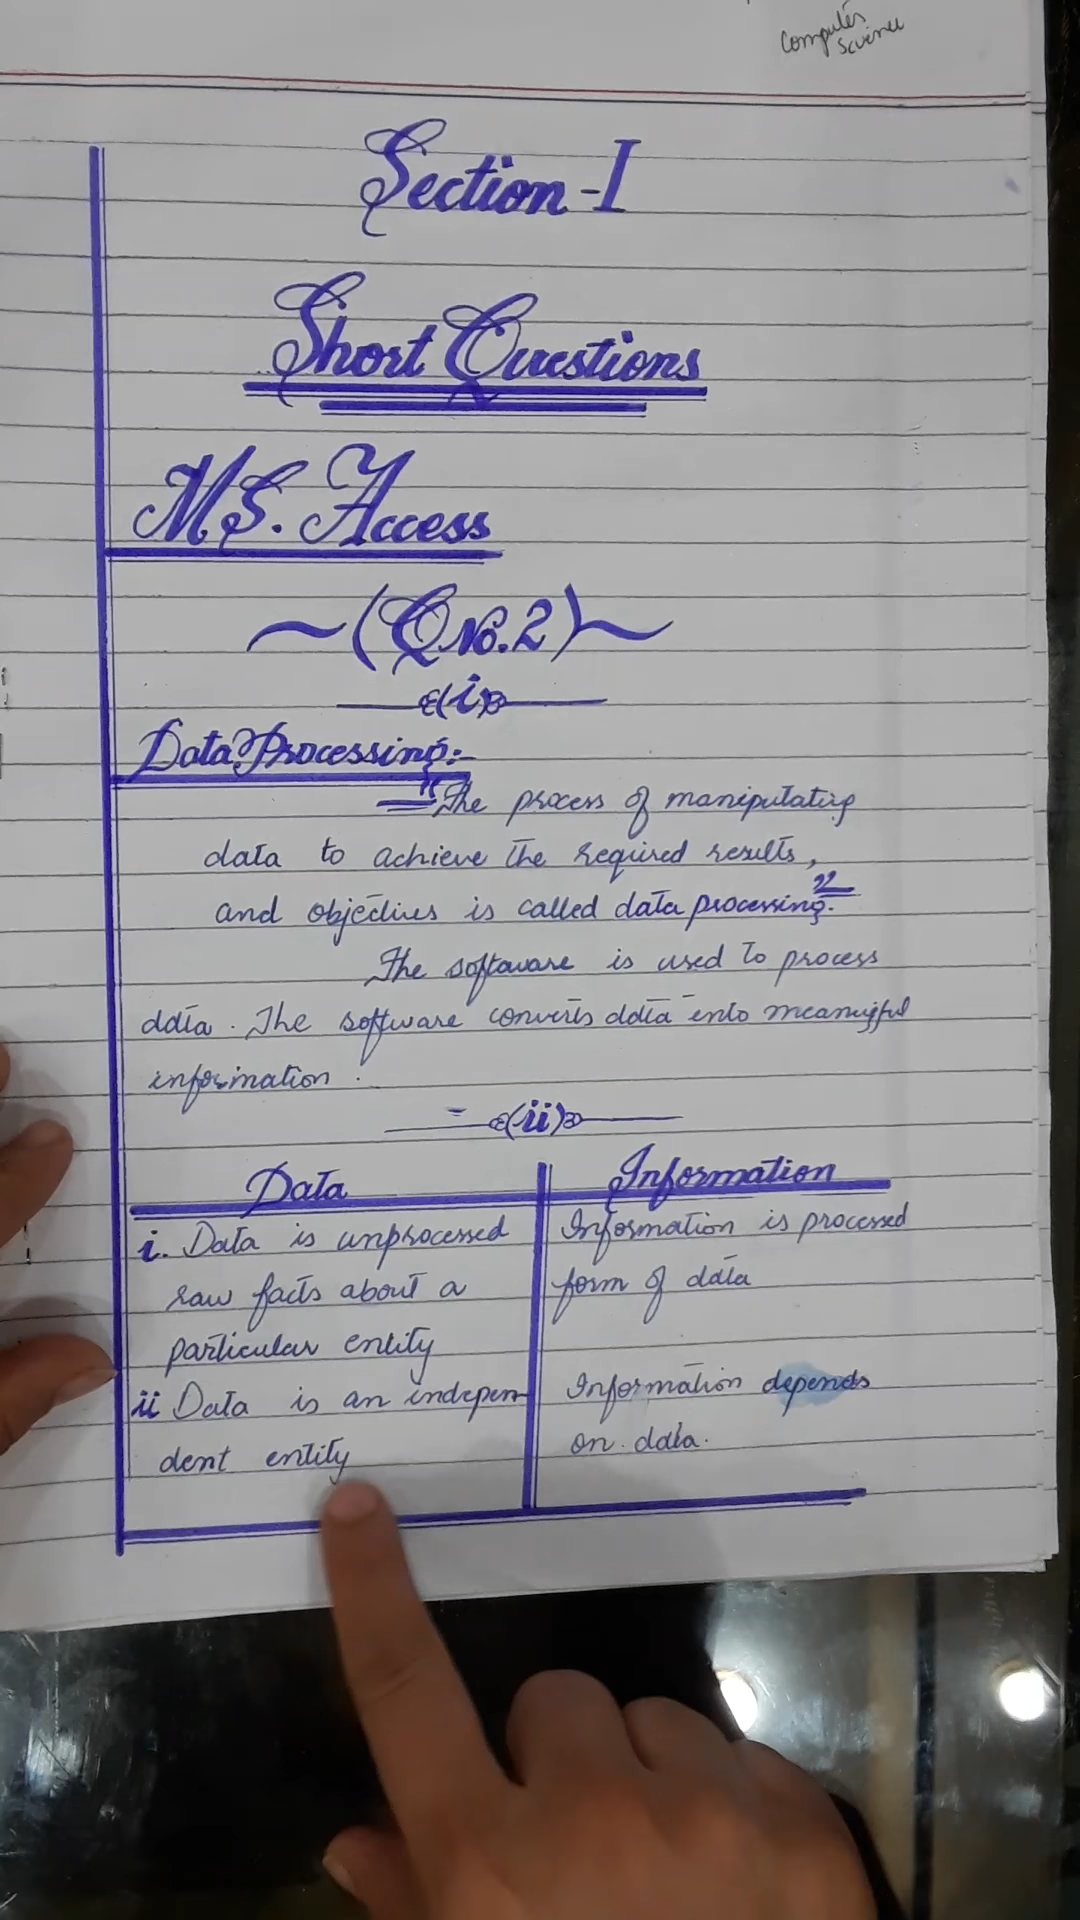 Computer
Science
Section-I
Short Questions
M.S. Access
(Q No.2)
(i)
Data Processing:-
"The process of manipulating
data to achieve the required results,
and objectives is called data processing."
The software is used to process
data. The software converts data into meaningful
information.
(ii)
Data
Information
i. Data is unprocessed
raw facts about a
particular entity
Information is processed
form of data
ii Data is an indepen
dent entity
Information depends
on data.